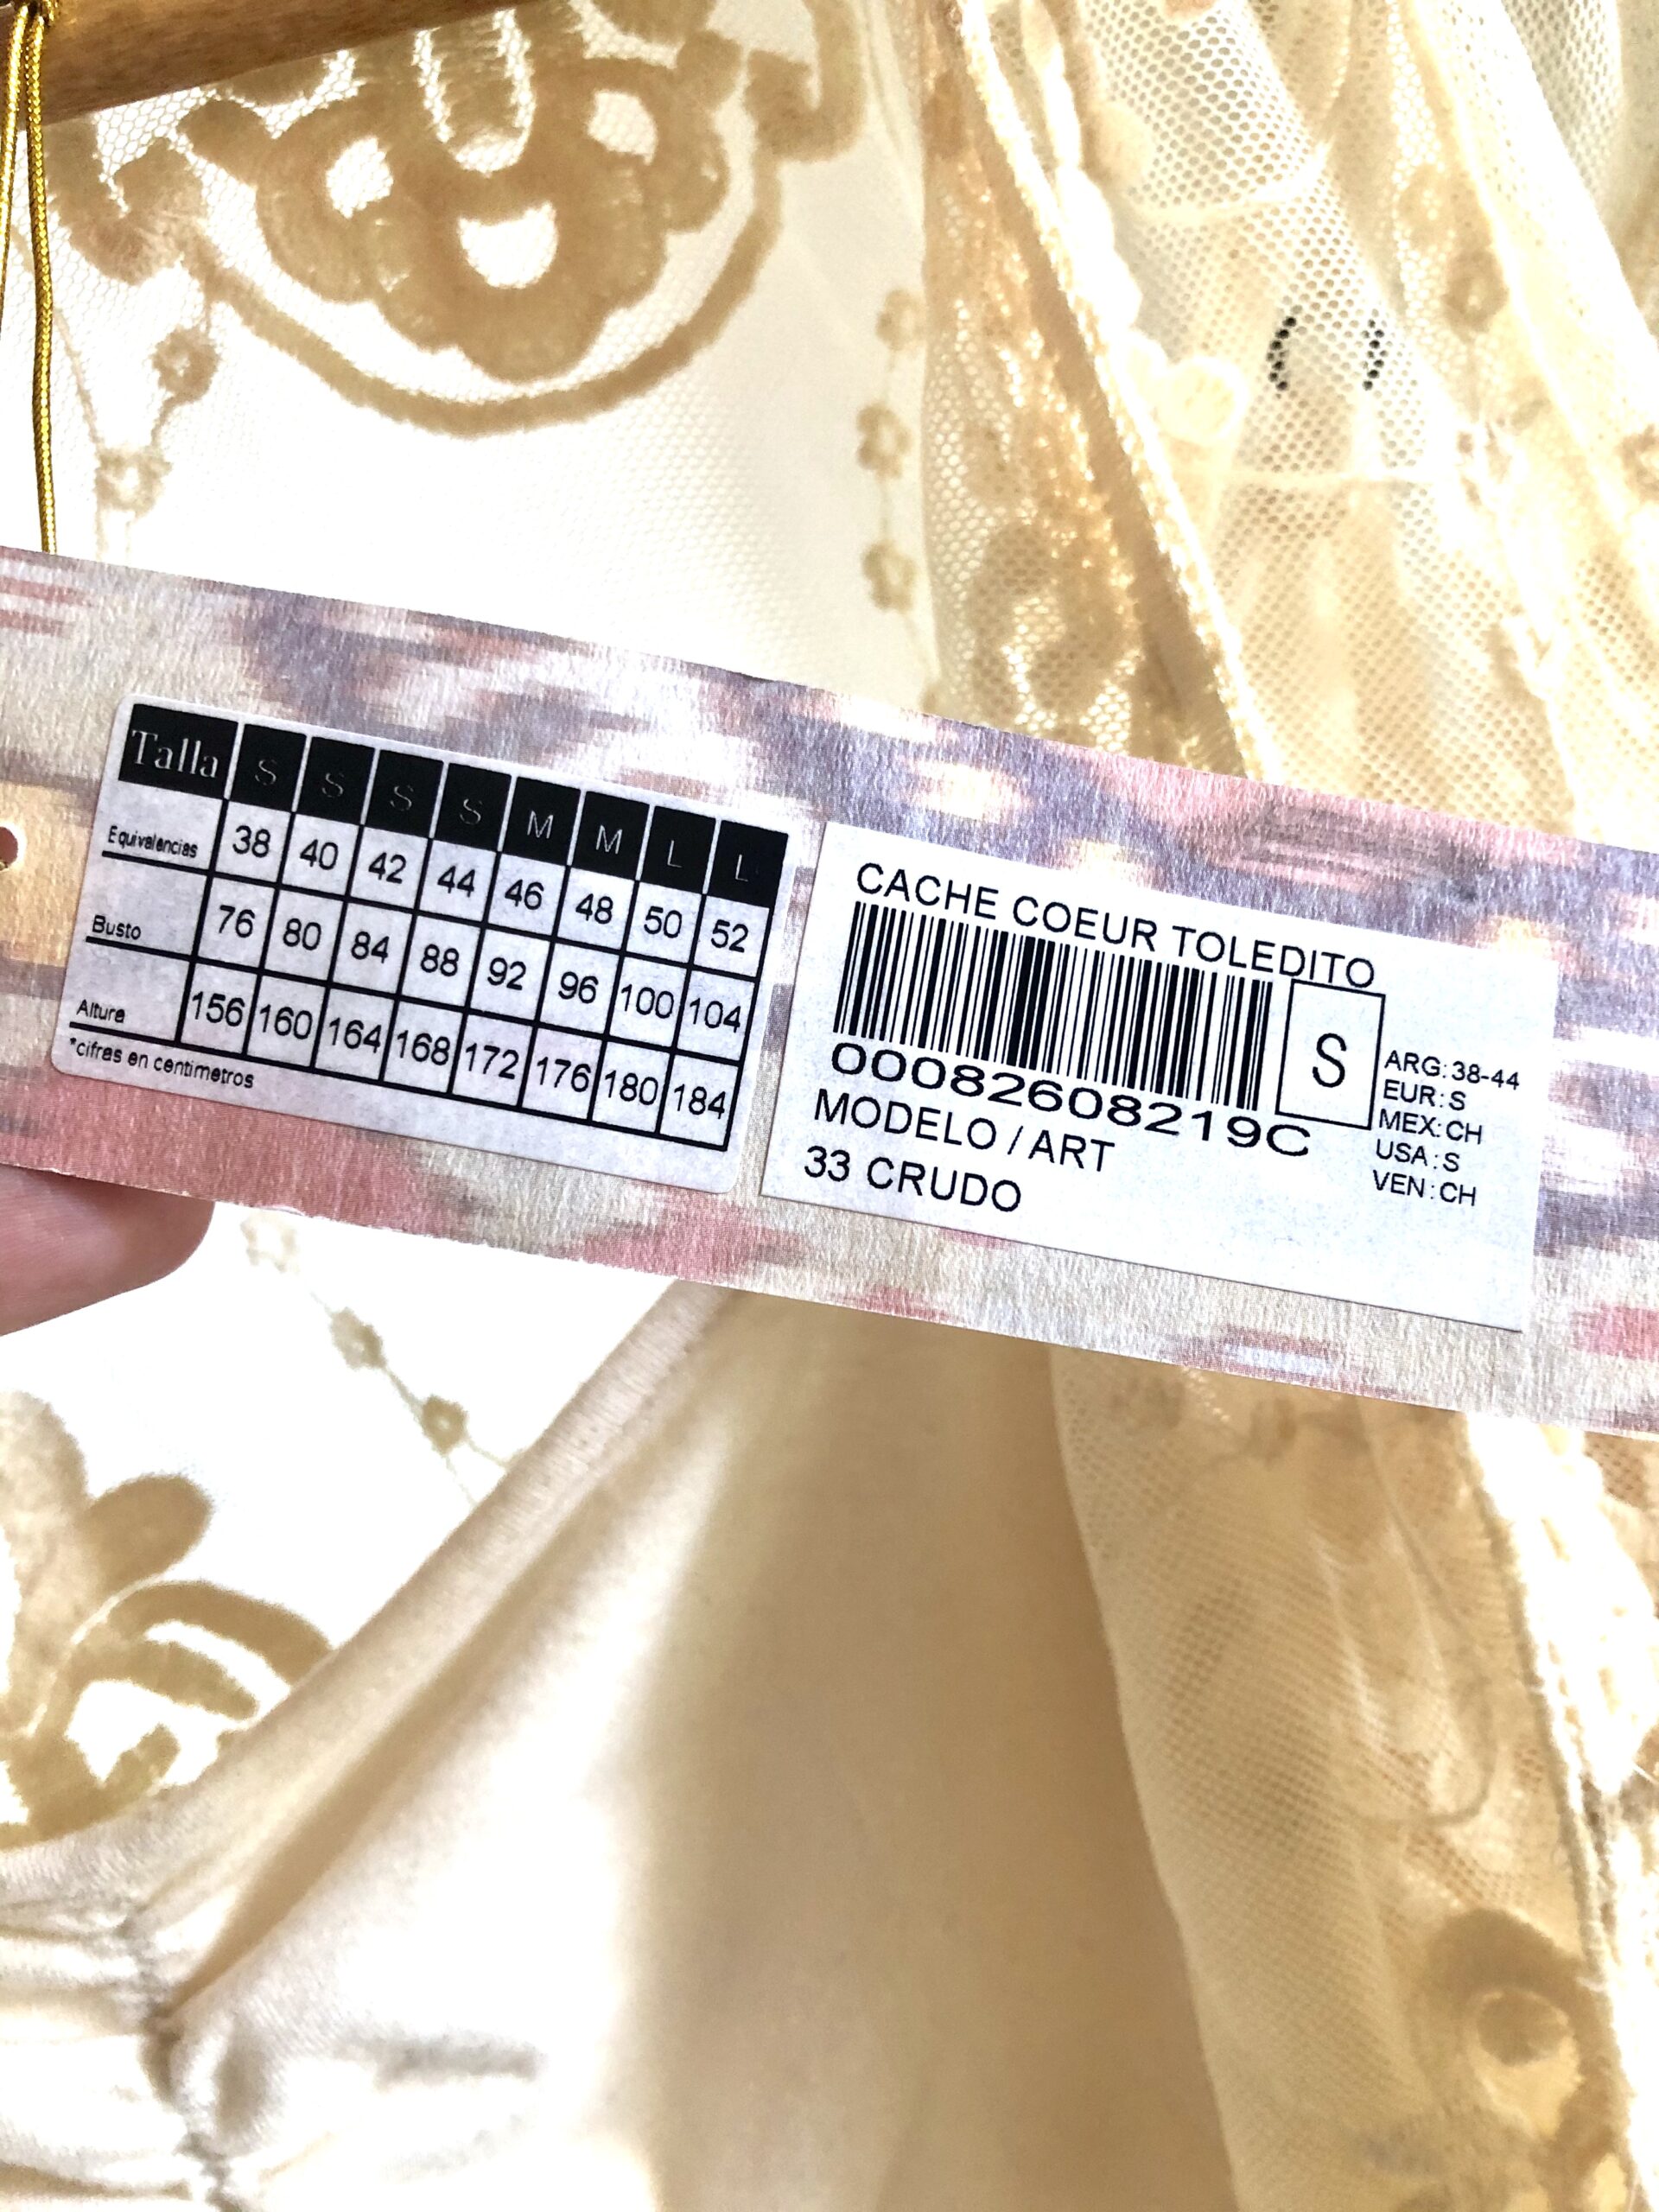 Talla S S S S M M L L
Equivalencias 38 40 42 44 46 48 50 52
Busto 76 80 84 88 92 96 100 104
Altura 156 160 164 168 172 176 180 184
*cifras en centimetros
CACHE COEUR TOLEDITO
00082608219C
MODELO / ART
33 CRUDO
S
ARG: 38-44
EUR: S
MEX: CH
USA: S
VEN: CH